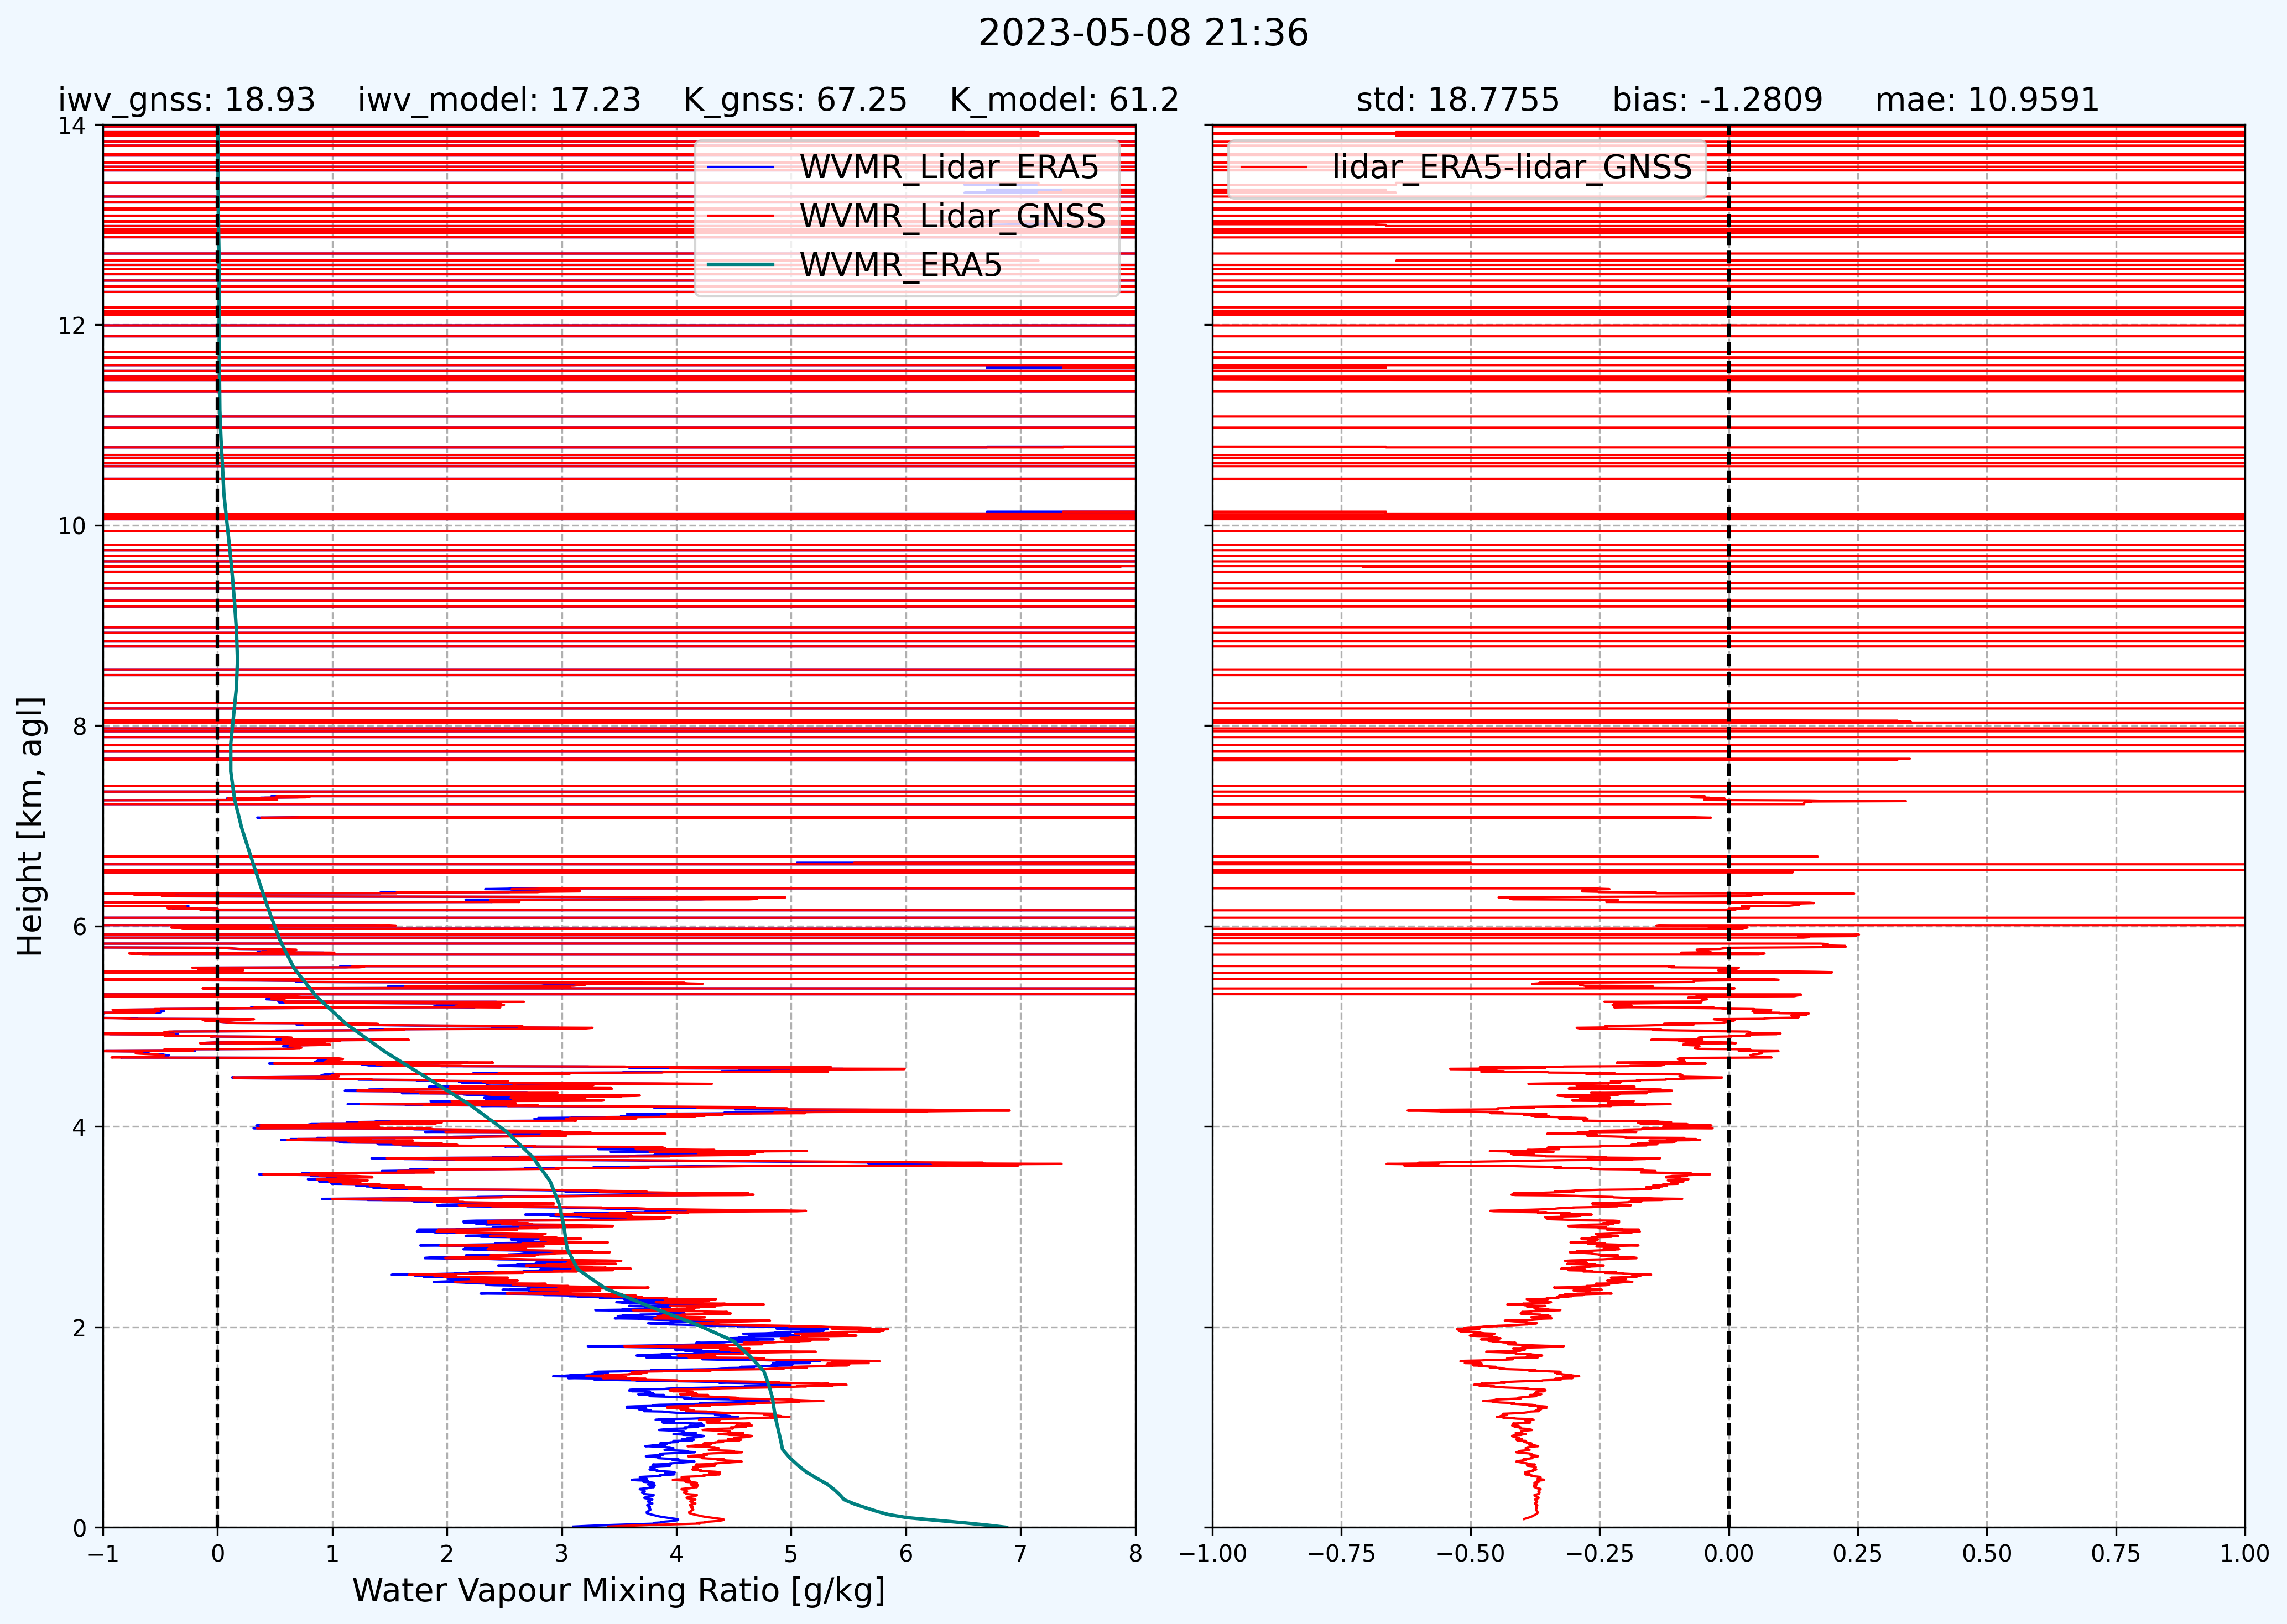 2023-05-08 21:36
iwv_gnss: 18.93 iwv_model: 17.23 K_gnss: 67.25 K_model: 61.2
std: 18.7755 bias: -1.2809 mae: 10.9591
WVMR_Lidar_ERA5
WVMR_Lidar_GNSS
WVMR_ERA5
lidar_ERA5-lidar_GNSS
Height [km, agl]
14
12
10
8
6
4
2
0
−1 0 1 2 3 4 5 6 7 8
−1.00 −0.75 −0.50 −0.25 0.00 0.25 0.50 0.75 1.00
Water Vapour Mixing Ratio [g/kg]